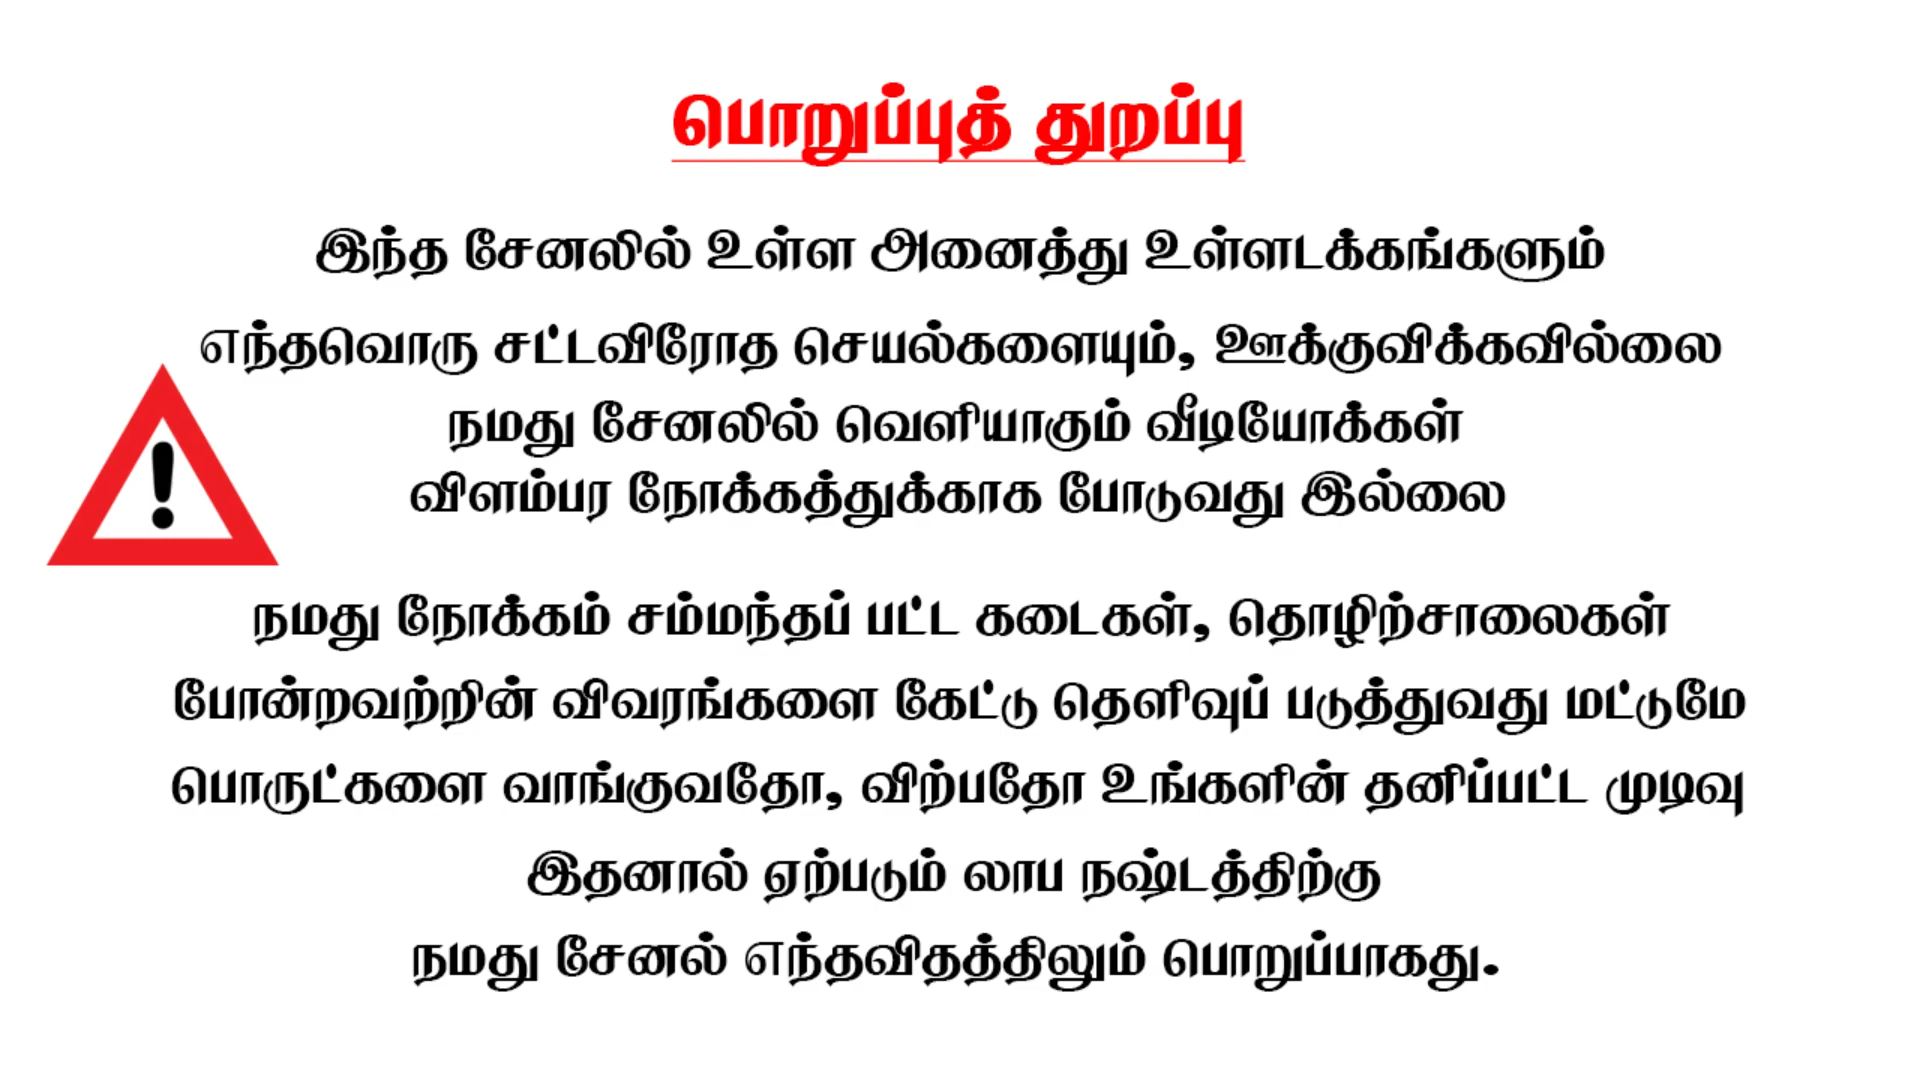 பொறுப்புத் துறப்பு
இந்த சேனலில் உள்ள அனைத்து உள்ளடக்கங்களும்
எந்தவொரு சட்டவிரோத செயல்களையும், ஊக்குவிக்கவில்லை
நமது சேனலில் வெளியாகும் வீடியோக்கள்
விளம்பர நோக்கத்துக்காக போடுவது இல்லை
நமது நோக்கம் சம்மந்தப் பட்ட கடைகள், தொழிற்சாலைகள்
போன்றவற்றின் விவரங்களை கேட்டு தெளிவுப் படுத்துவது மட்டுமே
பொருட்களை வாங்குவதோ, விற்பதோ உங்களின் தனிப்பட்ட முடிவு
இதனால் ஏற்படும் லாப நஷ்டத்திற்கு
நமது சேனல் எந்தவிதத்திலும் பொறுப்பாகது.